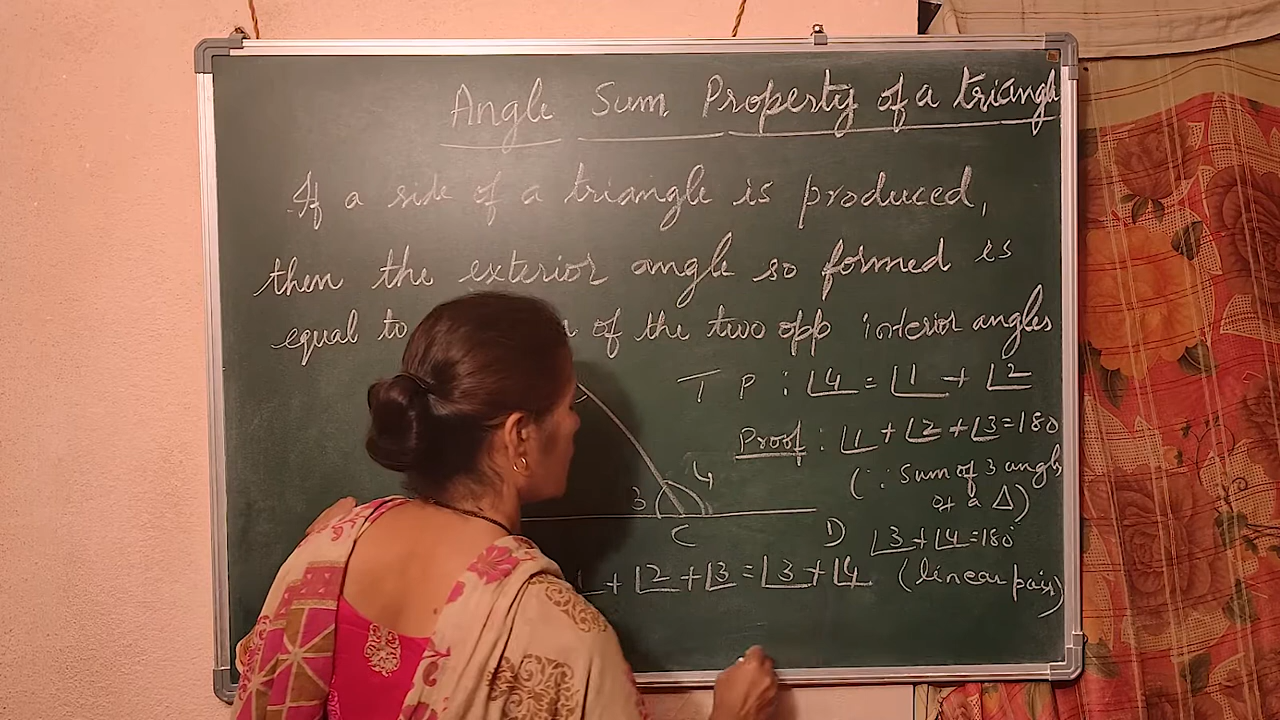 Angle Sum Property of a triangle
If a side of a triangle is produced,
then the exterior angle so formed is
equal to of the two opp interior angles
T P : ∠4 = ∠1 + ∠2
Proof : ∠1 + ∠2 + ∠3 = 180
(∵ Sum of 3 angles
of a Δ)
3 4
C D
∠3 + ∠4 = 180°
+ ∠2 + ∠3 = ∠3 + ∠4 (linear pair)